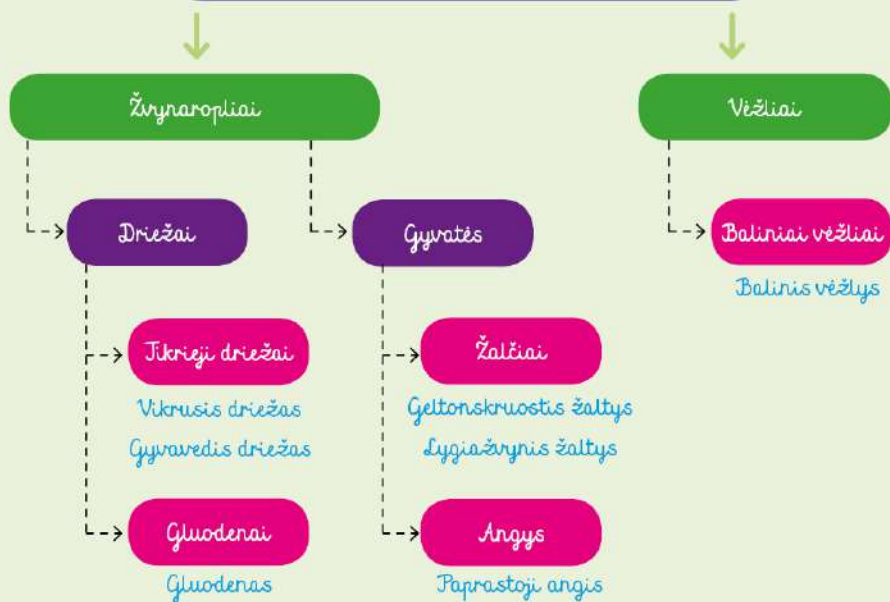 Žvynaropliai
Vėžliai
Driežai
Gyvatės
Baliniai vėžliai
Balinis vėžlys
Tikrieji driežai
Žalčiai
Vikrusis driežas
Geltonskruostis žaltys
Gyvavedis driežas
Lygiažvynis žaltys
Gluodenai
Angys
Gluodenas
Paprastoji angis